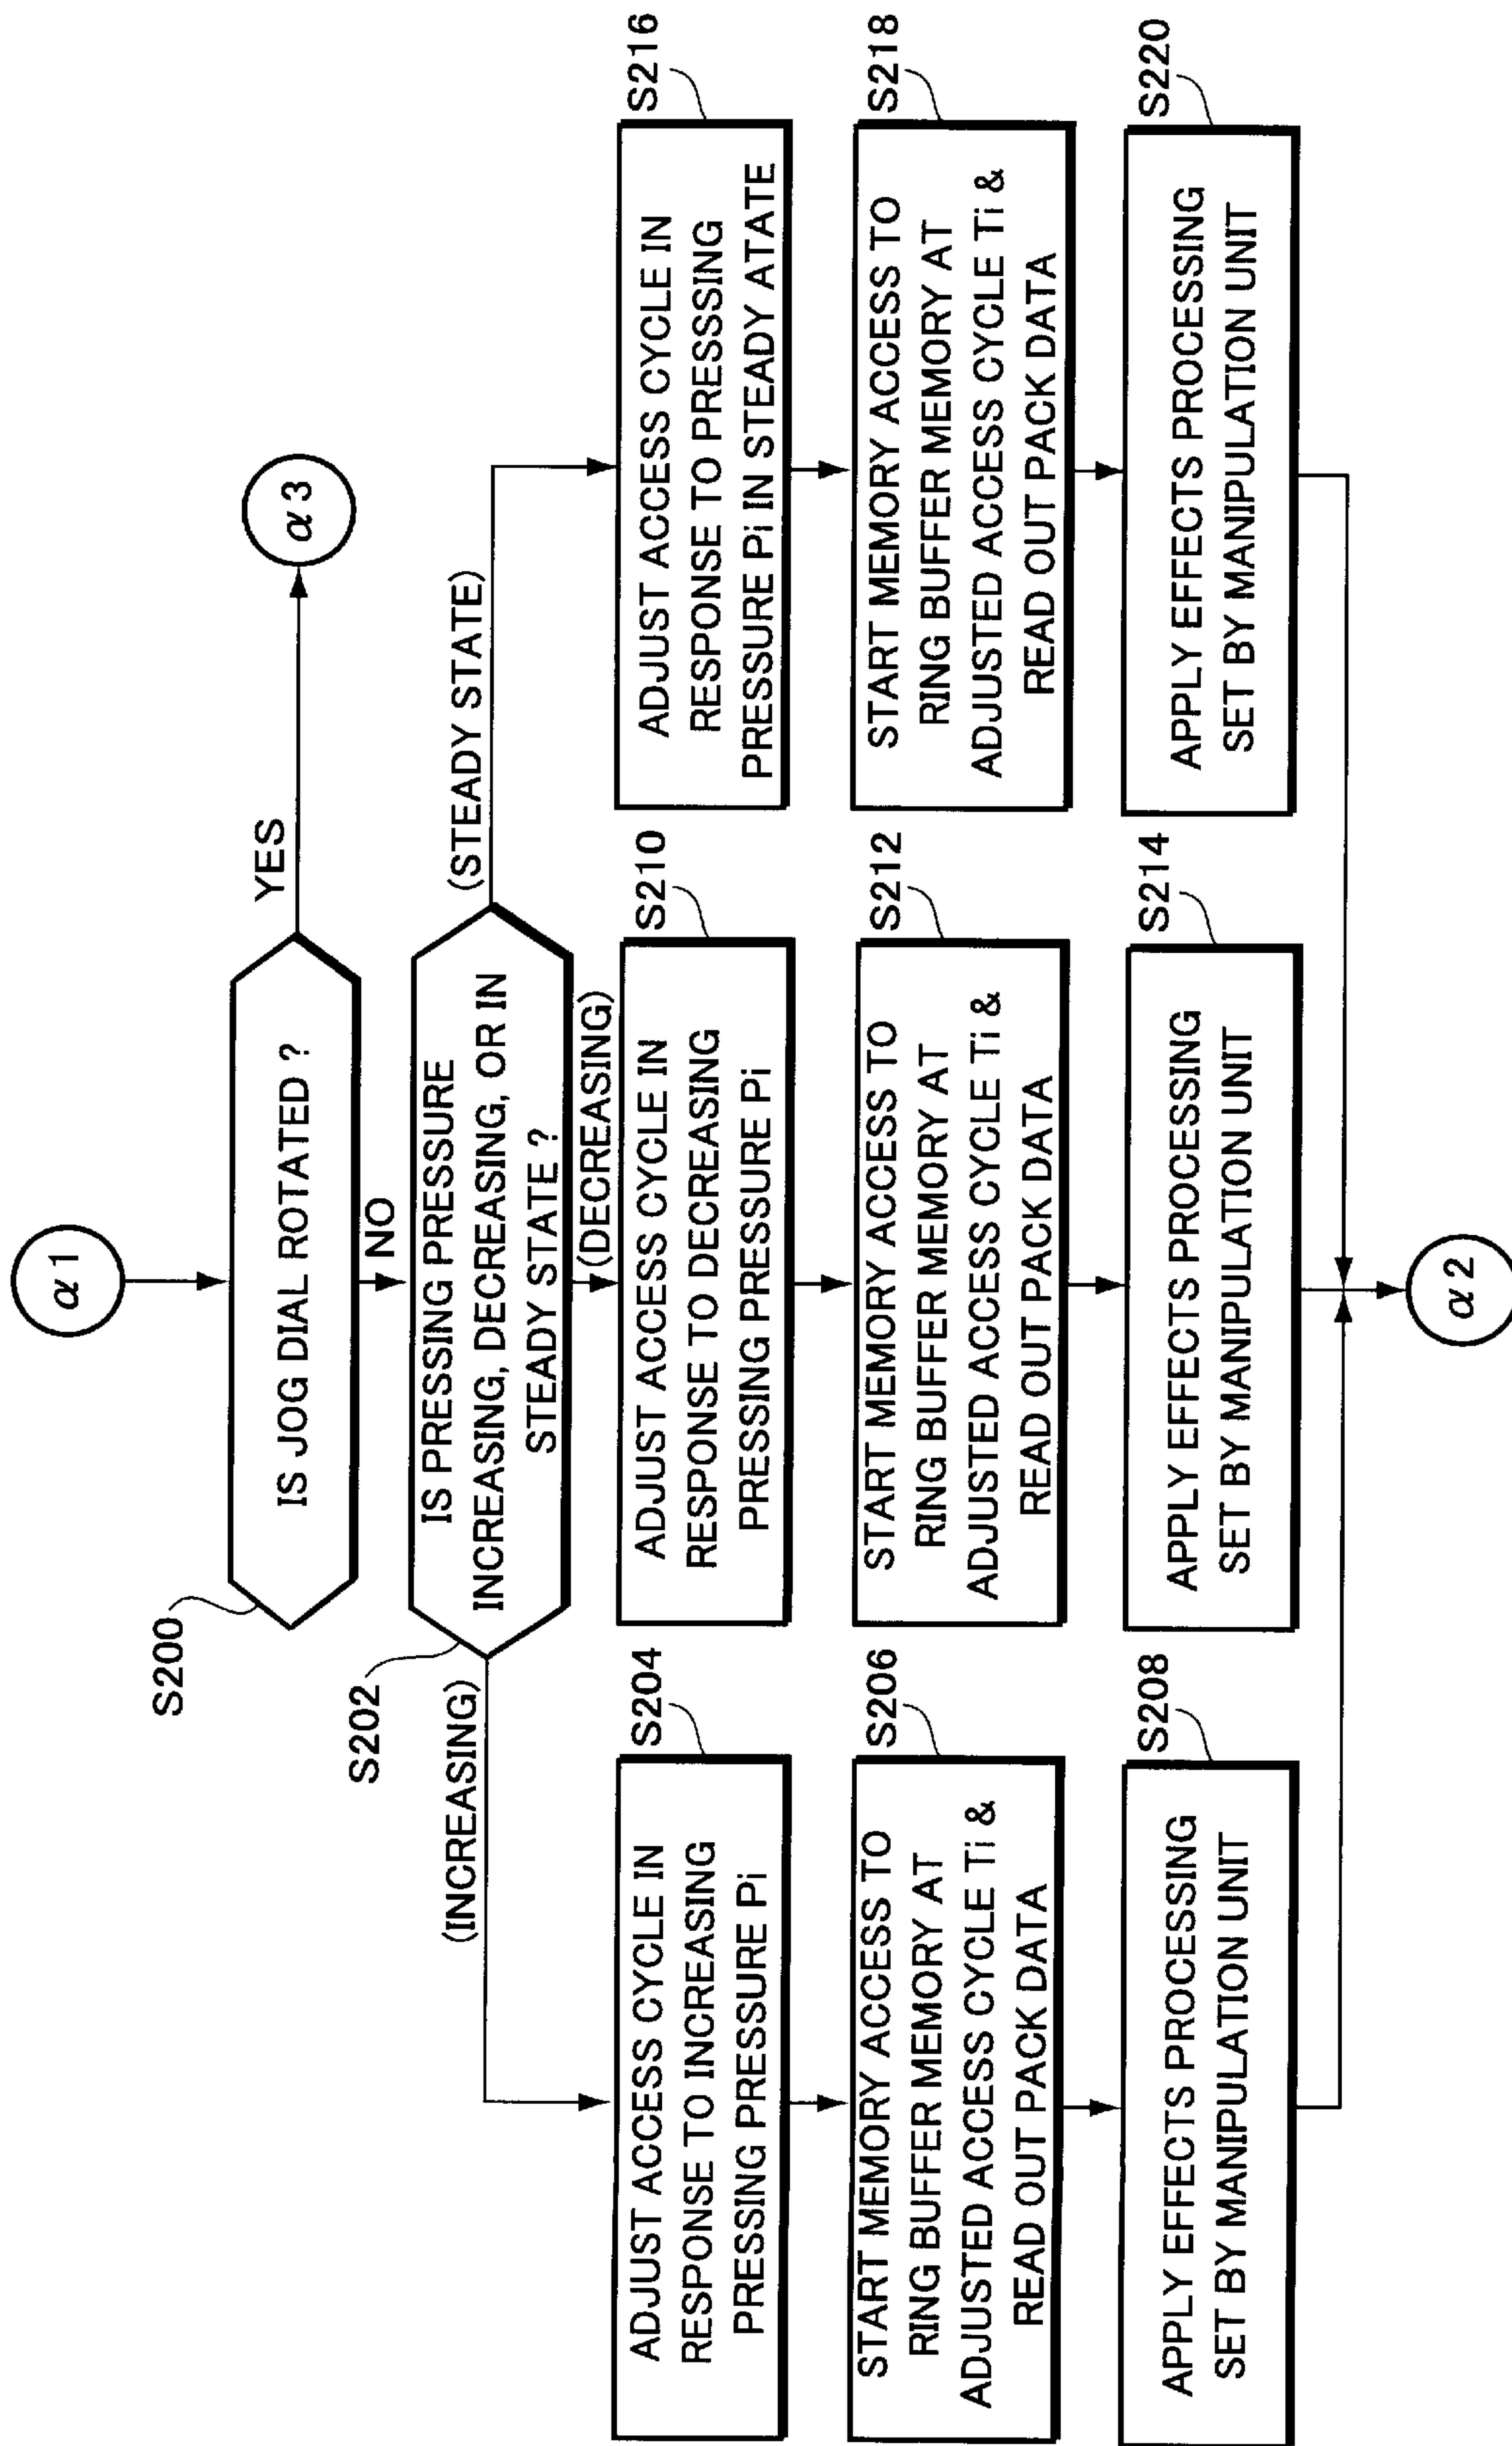 α1
S200
IS JOG DIAL ROTATED ?
YES
α3
NO
S202
IS PRESSING PRESSURE
INCREASING, DECREASING, OR IN
STEADY STATE ?
(INCREASING)
(DECREASING)
(STEADY STATE)
S204
ADJUST ACCESS CYCLE IN
RESPONSE TO INCREASING
PRESSING PRESSURE Pi
S206
START MEMORY ACCESS TO
RING BUFFER MEMORY AT
ADJUSTED ACCESS CYCLE Ti &
READ OUT PACK DATA
S208
APPLY EFFECTS PROCESSING
SET BY MANIPULATION UNIT
S210
ADJUST ACCESS CYCLE IN
RESPONSE TO DECREASING
PRESSING PRESSURE Pi
S212
START MEMORY ACCESS TO
RING BUFFER MEMORY AT
ADJUSTED ACCESS CYCLE Ti &
READ OUT PACK DATA
S214
APPLY EFFECTS PROCESSING
SET BY MANIPULATION UNIT
S216
ADJUST ACCESS CYCLE IN
RESPONSE TO PRESSSING
PRESSURE Pi IN STEADY ATATE
S218
START MEMORY ACCESS TO
RING BUFFER MEMORY AT
ADJUSTED ACCESS CYCLE Ti &
READ OUT PACK DATA
S220
APPLY EFFECTS PROCESSING
SET BY MANIPULATION UNIT
α2